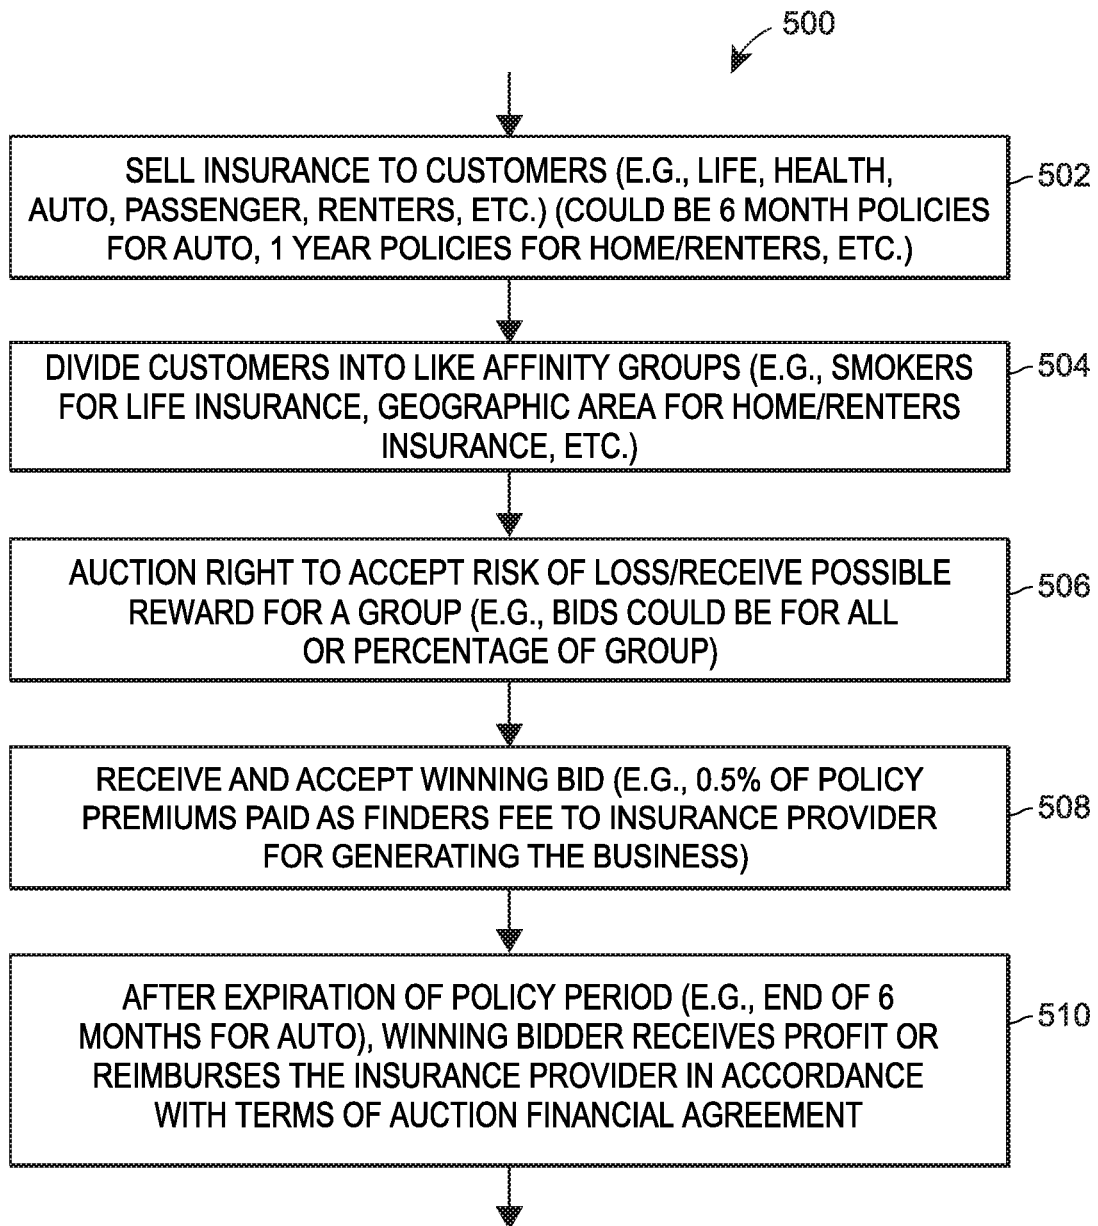 500
SELL INSURANCE TO CUSTOMERS (E.G., LIFE, HEALTH,
AUTO, PASSENGER, RENTERS, ETC.) (COULD BE 6 MONTH POLICIES
FOR AUTO, 1 YEAR POLICIES FOR HOME/RENTERS, ETC.)
502
DIVIDE CUSTOMERS INTO LIKE AFFINITY GROUPS (E.G., SMOKERS
FOR LIFE INSURANCE, GEOGRAPHIC AREA FOR HOME/RENTERS
INSURANCE, ETC.)
504
AUCTION RIGHT TO ACCEPT RISK OF LOSS/RECEIVE POSSIBLE
REWARD FOR A GROUP (E.G., BIDS COULD BE FOR ALL
OR PERCENTAGE OF GROUP)
506
RECEIVE AND ACCEPT WINNING BID (E.G., 0.5% OF POLICY
PREMIUMS PAID AS FINDERS FEE TO INSURANCE PROVIDER
FOR GENERATING THE BUSINESS)
508
AFTER EXPIRATION OF POLICY PERIOD (E.G., END OF 6
MONTHS FOR AUTO), WINNING BIDDER RECEIVES PROFIT OR
REIMBURSES THE INSURANCE PROVIDER IN ACCORDANCE
WITH TERMS OF AUCTION FINANCIAL AGREEMENT
510